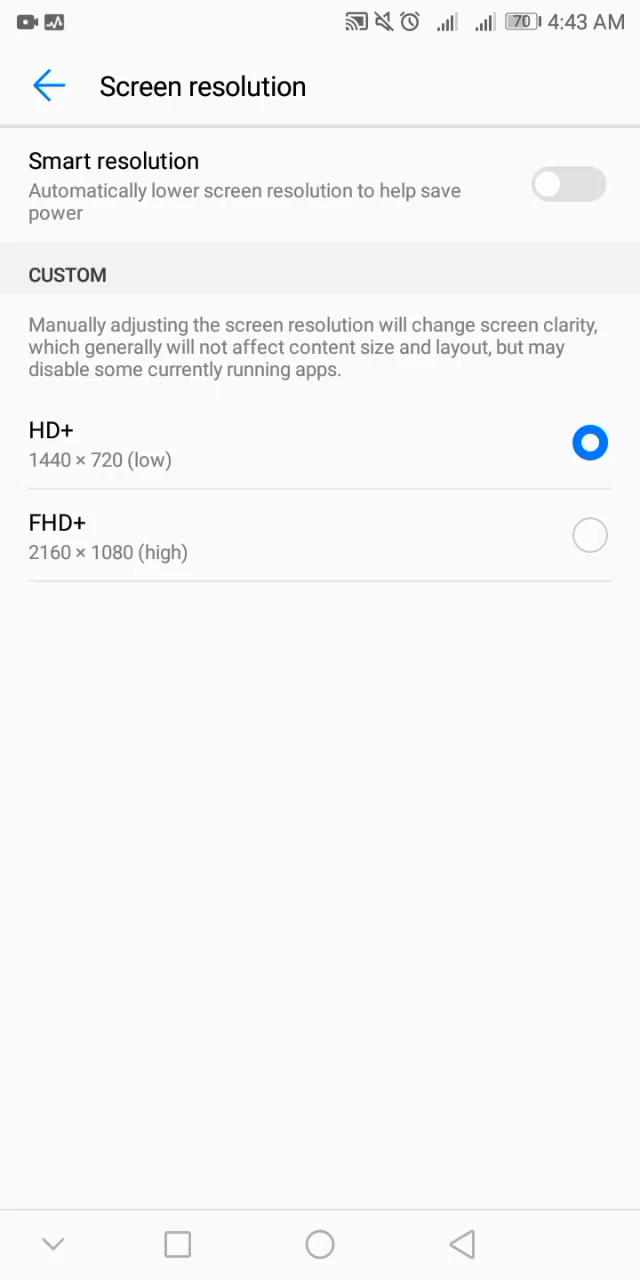 70 4:43 AM
Screen resolution
Smart resolution
Automatically lower screen resolution to help save
power
CUSTOM
Manually adjusting the screen resolution will change screen clarity,
which generally will not affect content size and layout, but may
disable some currently running apps.
HD+
1440 × 720 (low)
FHD+
2160 × 1080 (high)